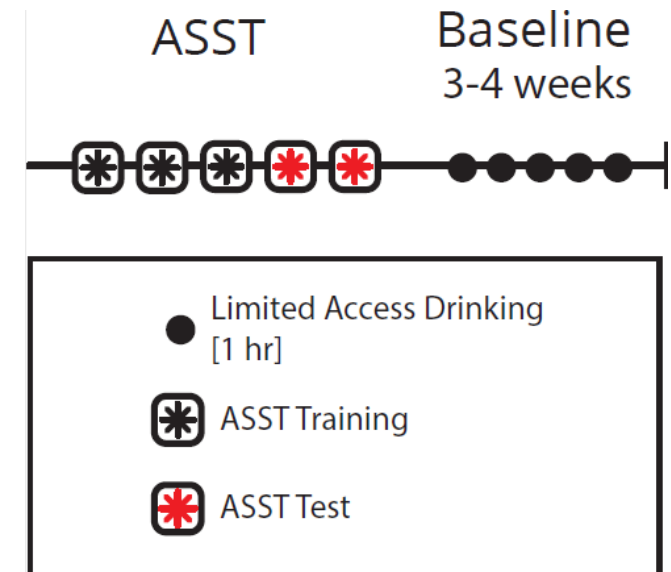 ASST
Baseline
3-4 weeks
Limited Access Drinking
[1 hr]
ASST Training
ASST Test